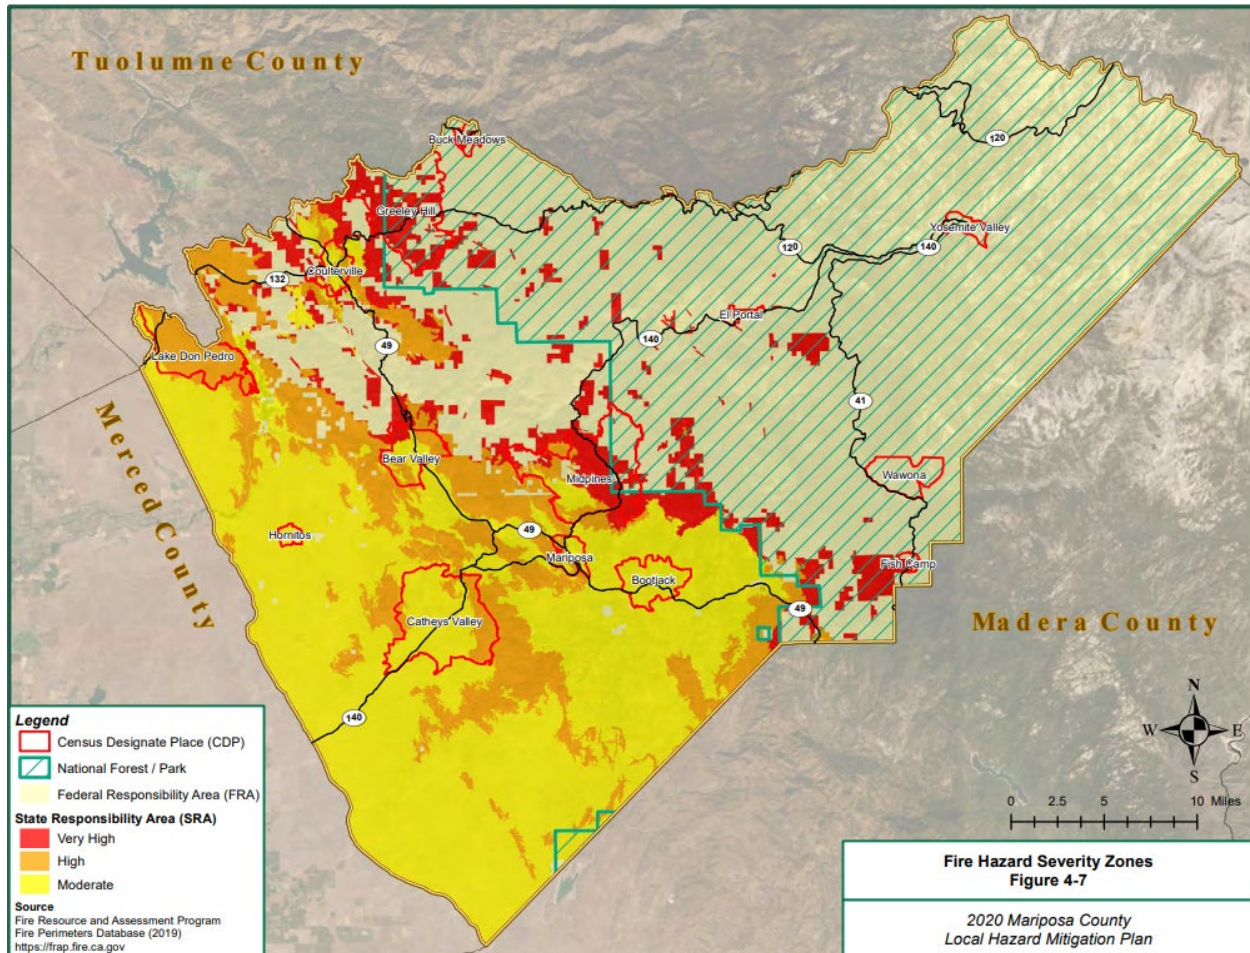 Tuolumne County
Buck Meadows
120
Greeley Hill
Yosemite Valley
120
140
132
Coulterville
El Portal
49
140
Lake Don Pedro
41
Merced County
Bear Valley
Midpines
Wawona
Hornitos
49
Mariposa
Fish Camp
Bootjack
49
Catheys Valley
Madera County
140
N
W
E
S
0 2.5 5 10 Miles
Legend
Census Designate Place (CDP)
National Forest / Park
Federal Responsibility Area (FRA)
State Responsibility Area (SRA)
Very High
High
Moderate
Source
Fire Resource and Assessment Program
Fire Perimeters Database (2019)
https://frap.fire.ca.gov
Fire Hazard Severity Zones
Figure 4-7
2020 Mariposa County
Local Hazard Mitigation Plan